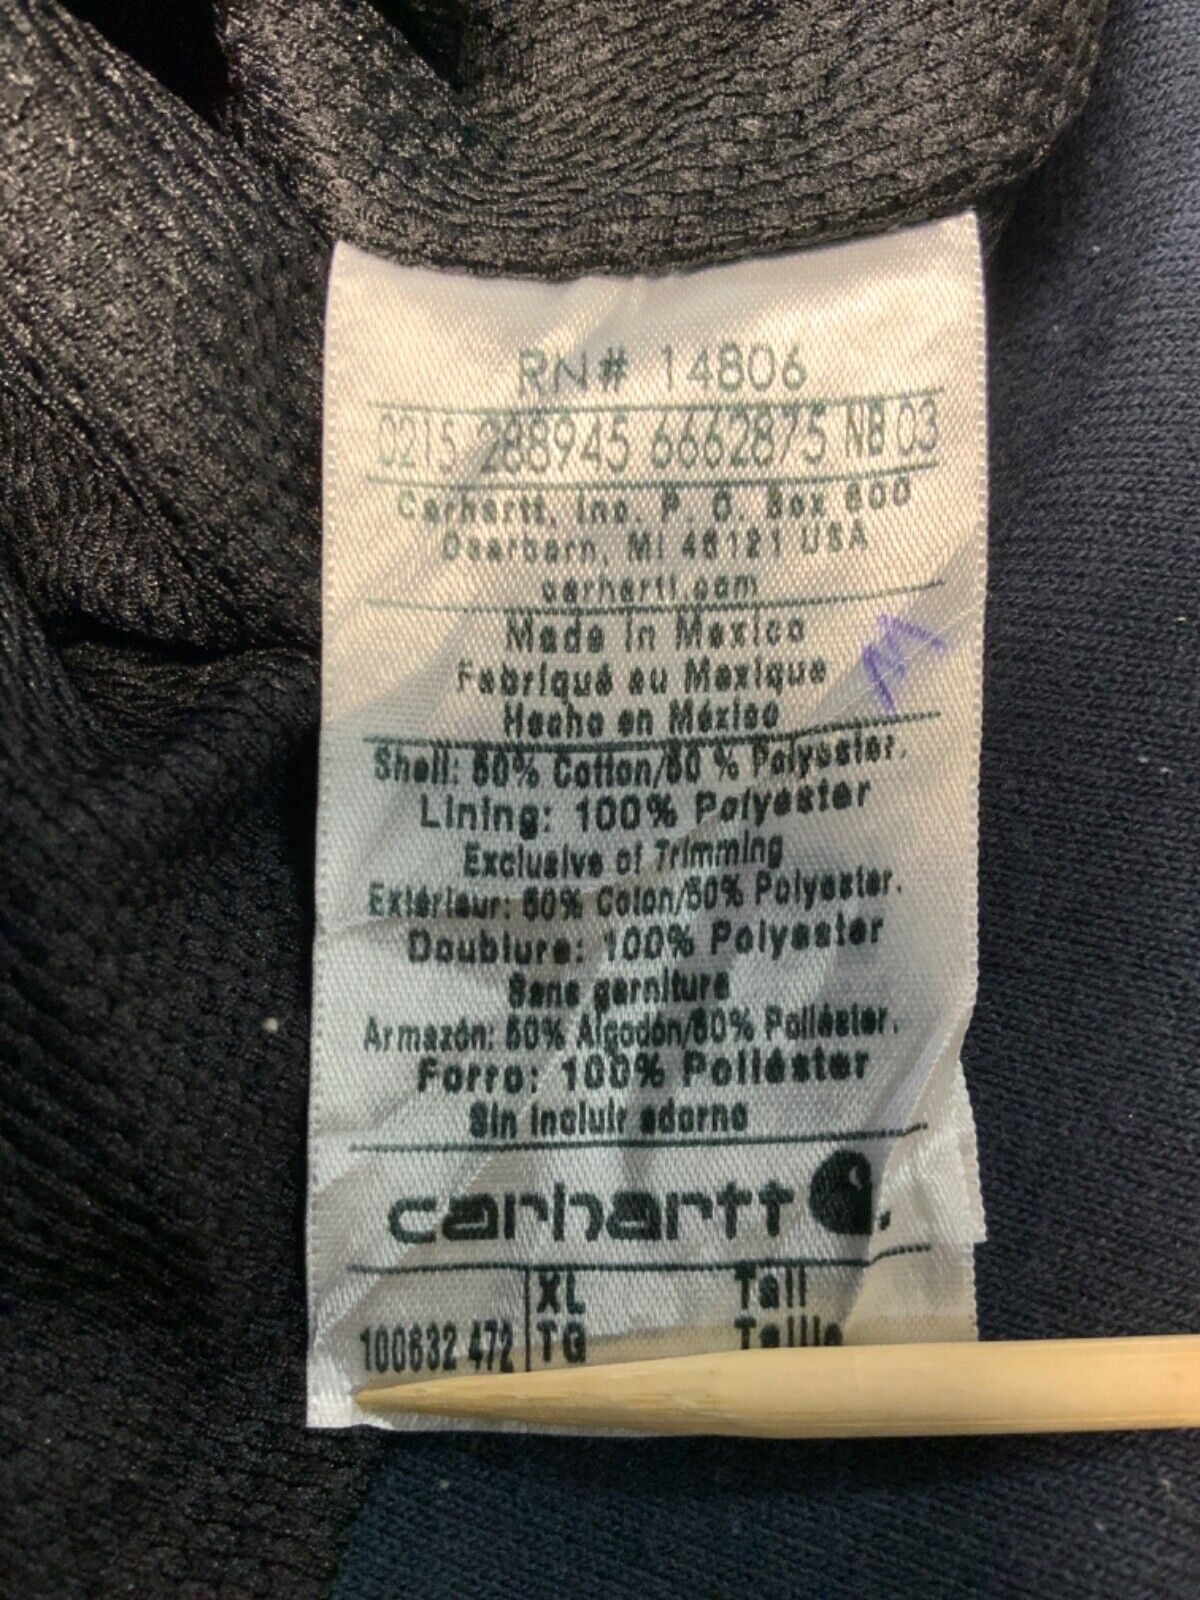 RN# 14806
0215 288945 6662875 NB 03
Carhartt, Inc. P. O. Box 600
Dearborn, MI 48121 USA
carhartt.com
Made in Mexico
Fabriqué au Mexique
Hecho en México
M
Shell: 50% Cotton/50 % Polyester.
Lining: 100% Polyester
Exclusive of Trimming
Extérieur: 50% Coton/50% Polyester.
Doublure: 100% Polyester
Sans garniture
Armazón: 50% Algodón/50% Poliéster.
Forro: 100% Poliéster
Sin incluir adorno
carhartt
XL Tall
100632 472 TG Taille